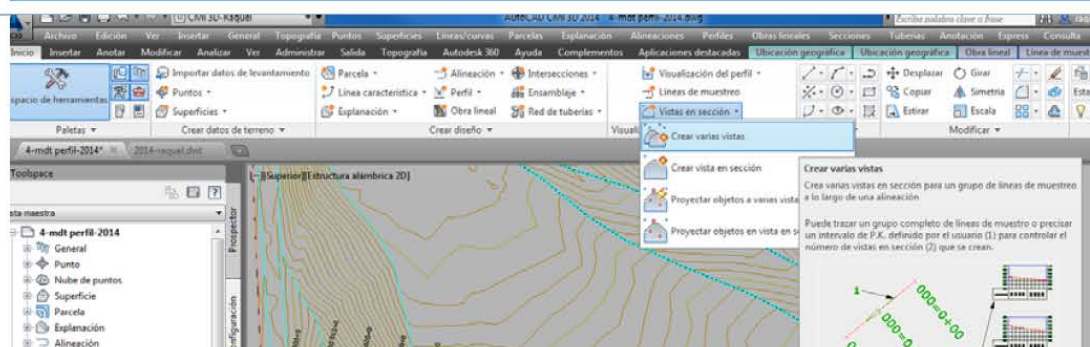 CIVIL 3D-Raquel
AutoCAD Civil 3D 2014 4-mdt perfil-2014.dwg
Escriba palabra clave o frase
Archivo Edición Ver Insertar General Topografía Puntos Superficies Líneas/curvas Parcelas Explanación Alineaciones Perfiles Obras lineales Secciones Tuberías Anotación Express Consulta
Inicio Insertar Anotar Modificar Analizar Ver Administrar Salida Topografía Autodesk 360 Ayuda Complementos Aplicaciones destacadas Ubicación geográfica Ubicación geográfica Obra lineal Línea de muestreo
Importar datos de levantamiento Parcela Alineación Intersecciones Visualización del perfil Desplazar Girar
espacio de herramientas Puntos Línea característica Perfil Ensamblaje Líneas de muestreo Copiar Simetría
Superficies Explanación Obra lineal Red de tuberías Vistas en sección Estirar Escala
Paletas Crear datos de terreno Crear diseño Modificar
Crear varias vistas
4-mdt perfil-2014* 2014-raquel.dwt
Toolspace
[-][Superior][Estructura alámbrica 2D]
Crear vista en sección
Crear varias vistas
Crea varias vistas en sección para un grupo de líneas de muestreo
a lo largo de una alineación
Proyectar objetos a varias vista
Puede trazar un grupo completo de líneas de muestro o precisar
un intervalo de P.K. definido por el usuario (1) para controlar el
número de vistas en sección (2) que se crean.
Proyectar objetos en vista en s
Prospector
4-mdt perfil-2014
General
Punto
Nube de puntos
Superficie
Parcela
Explanación
Alineación
1